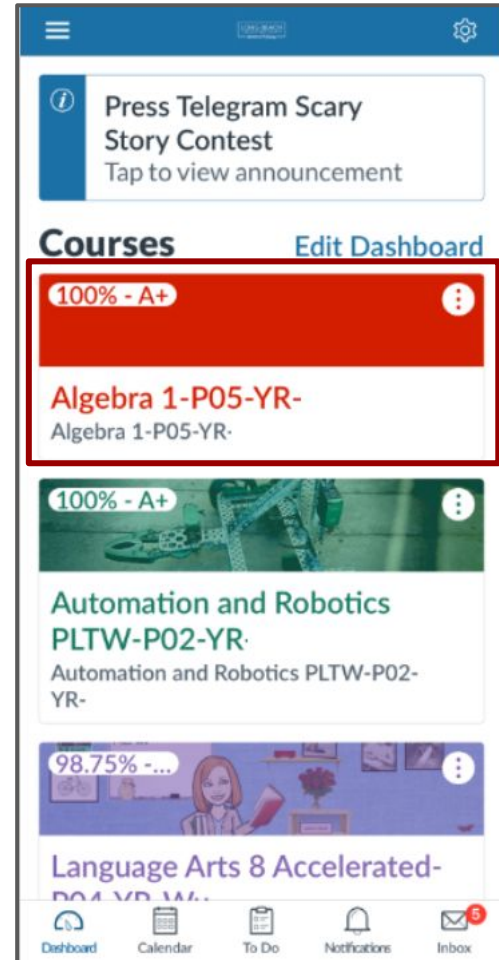 Press Telegram Scary
Story Contest
Tap to view announcement
Courses
Edit Dashboard
100% - A+
Algebra 1-P05-YR-
Algebra 1-P05-YR-
100% - A+
Automation and Robotics
PLTW-P02-YR-
Automation and Robotics PLTW-P02-
YR-
98.75% -...
Language Arts 8 Accelerated-
Dashboard
Calendar
To Do
Notifications
5
Inbox